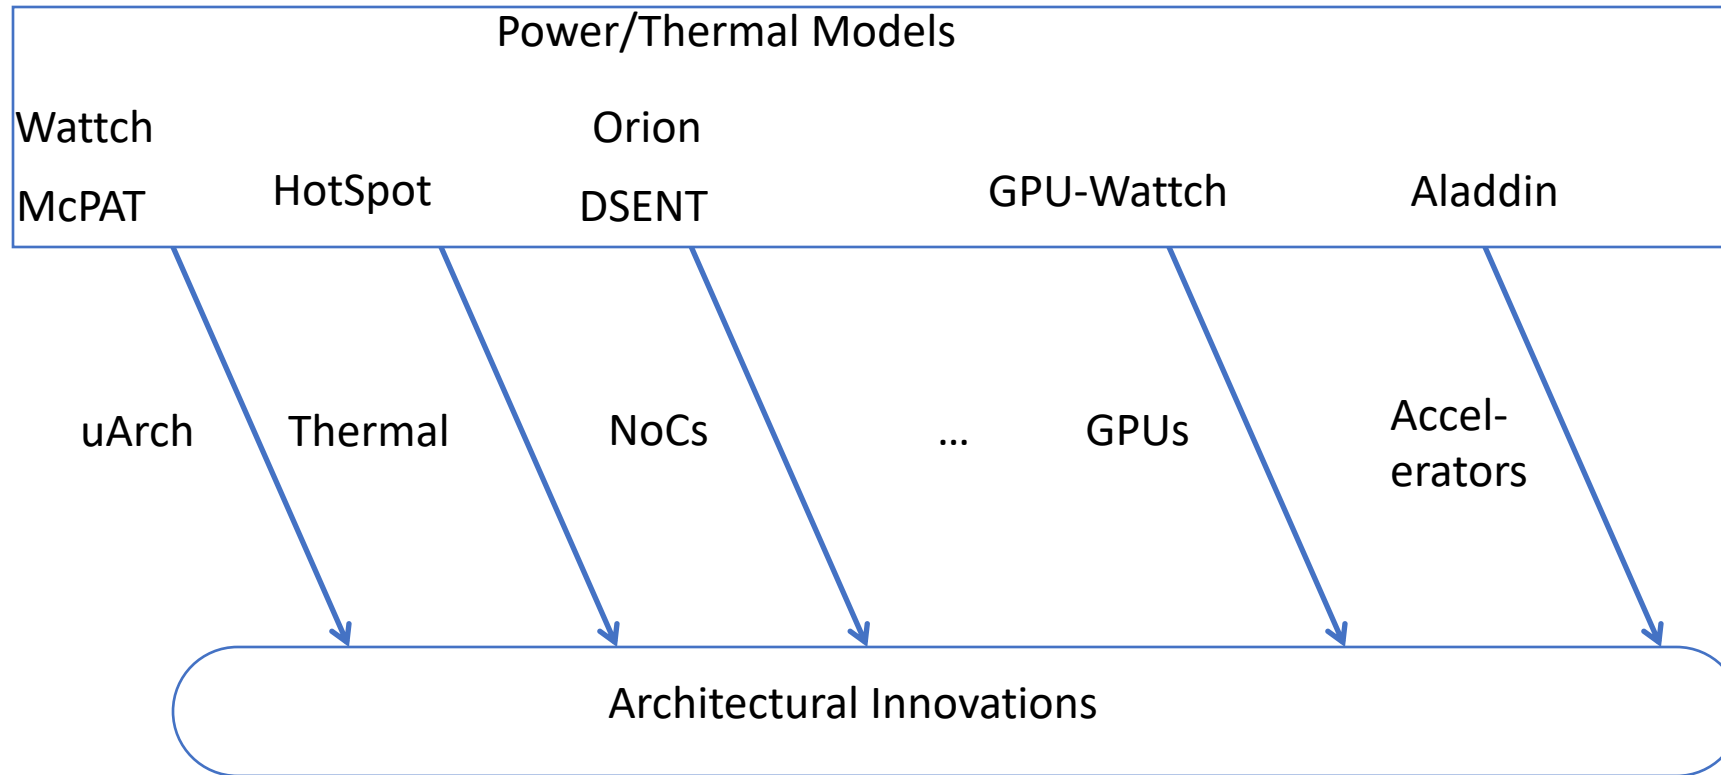 Power/Thermal Models
Wattch
Orion
McPAT
HotSpot
DSENT
GPU-Wattch
Aladdin
uArch
Thermal
NoCs
...
GPUs
Accel-
erators
Architectural Innovations